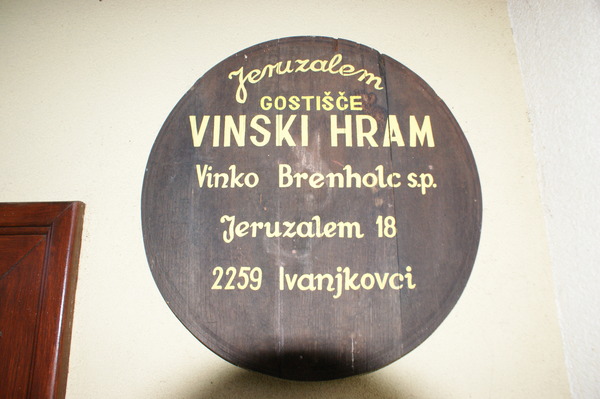 Jeruzalem
GOSTIŠČE
VINSKI HRAM
Vinko Brenholc s.p.
Jeruzalem 18
2259 Ivanjkovci